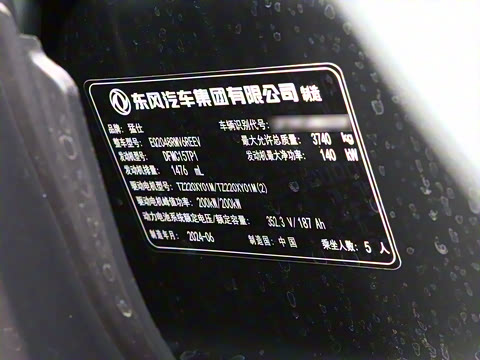 东风汽车集团有限公司 制造
品牌：猛仕 车辆识别代号：
整车型号：EQ2048RMV6REEV 最大允许总质量：3740 kg
发动机型号：DFMC15TP1 发动机最大净功率：140 kW
发动机排量：1476 mL
驱动电机型号：TZ220XY01W/TZ220XY01W(2)
驱动电机峰值功率：200kW/200kW
动力电池系统额定电压/额定容量：352.3 V/187 Ah
制造年月：2024-06 制造国：中国 乘坐人数：5 人